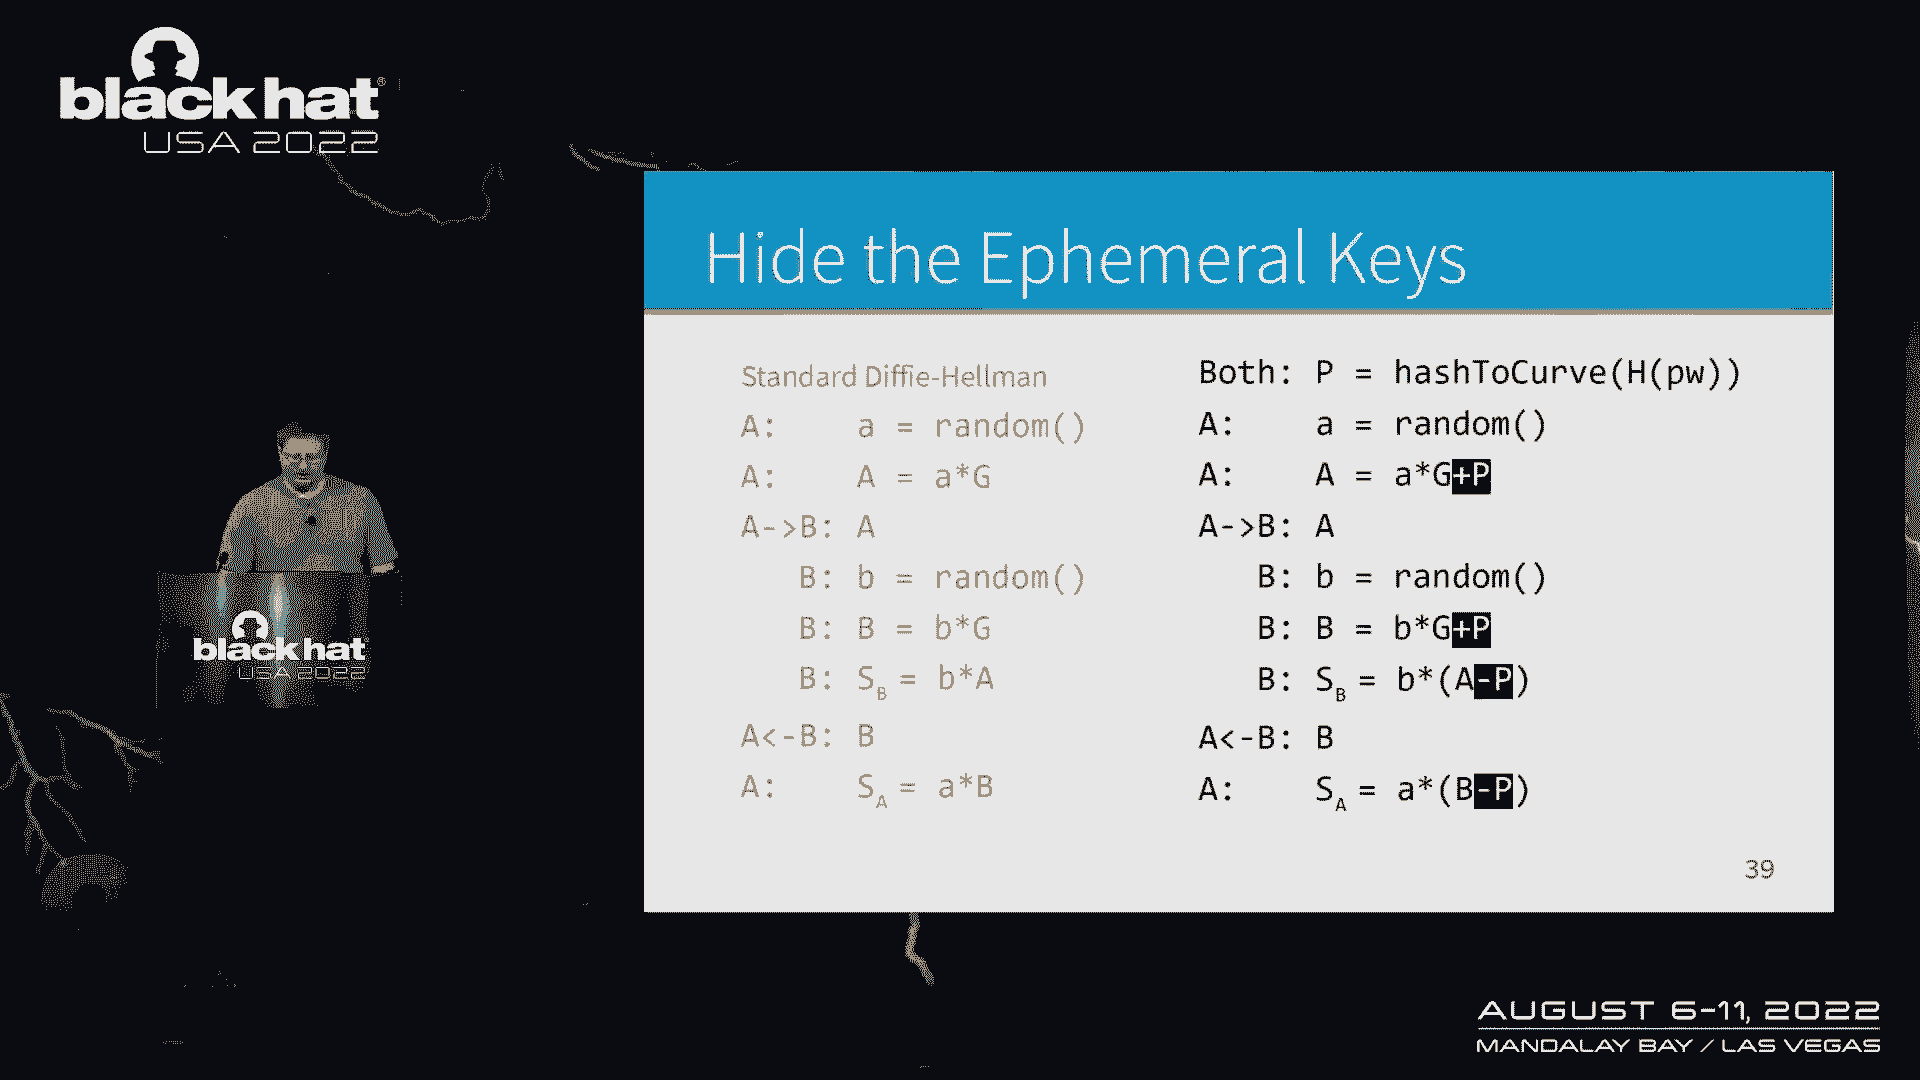 black hat®
USA 2022
Hide the Ephemeral Keys
Standard Diffie-Hellman
A: a = random()
A: A = a*G
A->B: A
B: b = random()
B: B = b*G
B: S_B = b*A
A<-B: B
A: S_A = a*B
Both: P = hashToCurve(H(pw))
A: a = random()
A: A = a*G+P
A->B: A
B: b = random()
B: B = b*G+P
B: S_B = b*(A-P)
A<-B: B
A: S_A = a*(B-P)
39
black hat
USA 2022
AUGUST 6-11, 2022
MANDALAY BAY / LAS VEGAS